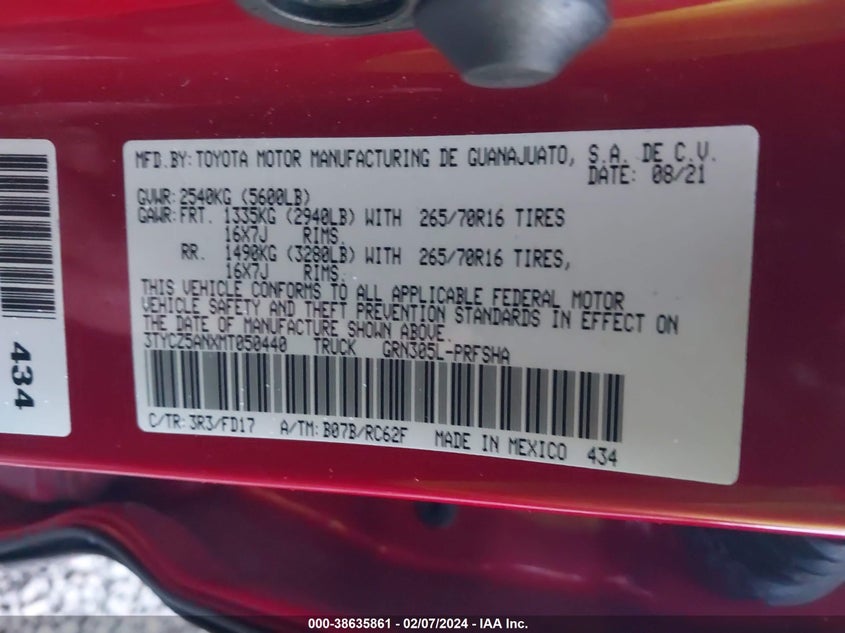 MFD.BY:TOYOTA MOTOR MANUFACTURING DE GUANAJUATO, S.A. DE C.V.
DATE: 08/21
GVWR:2540KG (5600LB)
GAWR:FRT. 1335KG (2940LB) WITH 265/70R16 TIRES
16X7J RIMS.
RR. 1490KG (3280LB) WITH 265/70R16 TIRES,
16X7J RIMS.
THIS VEHICLE CONFORMS TO ALL APPLICABLE FEDERAL MOTOR
VEHICLE SAFETY AND THEFT PREVENTION STANDARDS IN EFFECT ON
THE DATE OF MANUFACTURE SHOWN ABOVE.
3TYCZ5ANXMT050440 TRUCK GRN305L-PRFSHA
C/TR:3R3/FD17 A/TM:B07B/RC62F MADE IN MEXICO 434
434
000-38635861 - 02/07/2024 - IAA Inc.